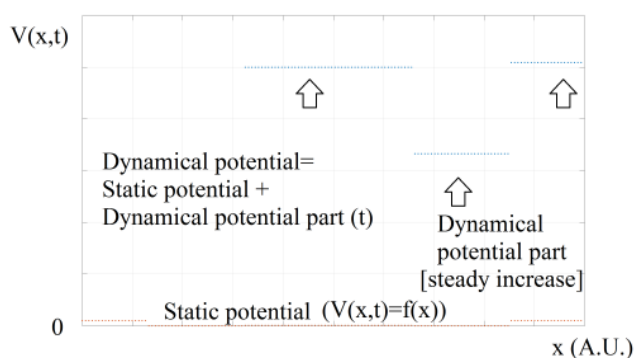 V(x,t)
Dynamical potential=
Static potential +
Dynamical potential part (t)
Dynamical
potential part
[steady increase]
Static potential (V(x,t)=f(x))
0
x (A.U.)